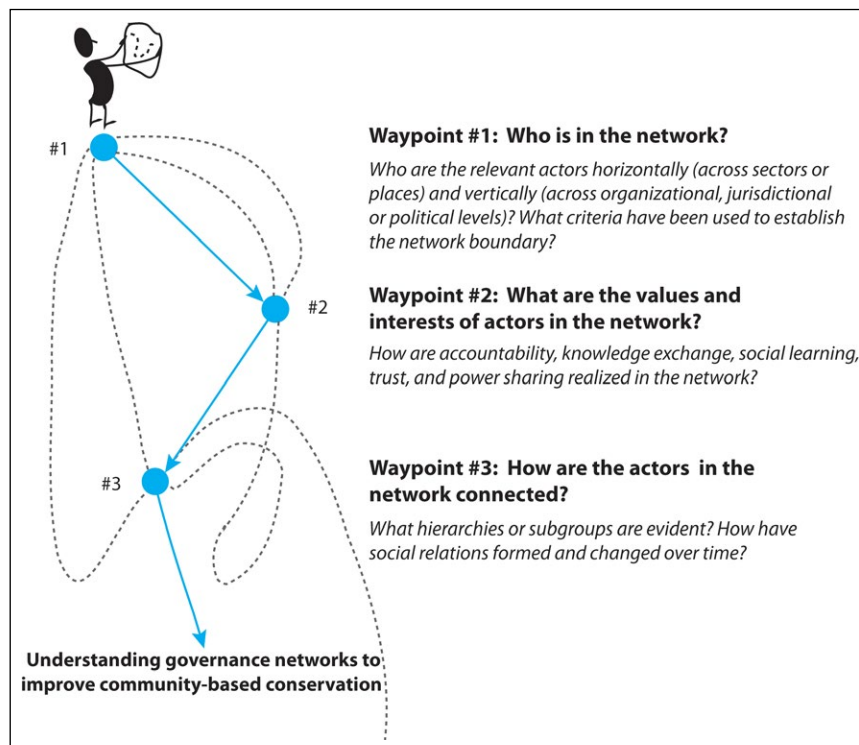 #1
Waypoint #1: Who is in the network?
Who are the relevant actors horizontally (across sectors or
places) and vertically (across organizational, jurisdictional
or political levels)? What criteria have been used to establish
the network boundary?
#2
Waypoint #2: What are the values and
interests of actors in the network?
How are accountability, knowledge exchange, social learning,
trust, and power sharing realized in the network?
#3
Waypoint #3: How are the actors in the
network connected?
What hierarchies or subgroups are evident? How have
social relations formed and changed over time?
Understanding governance networks to
improve community-based conservation